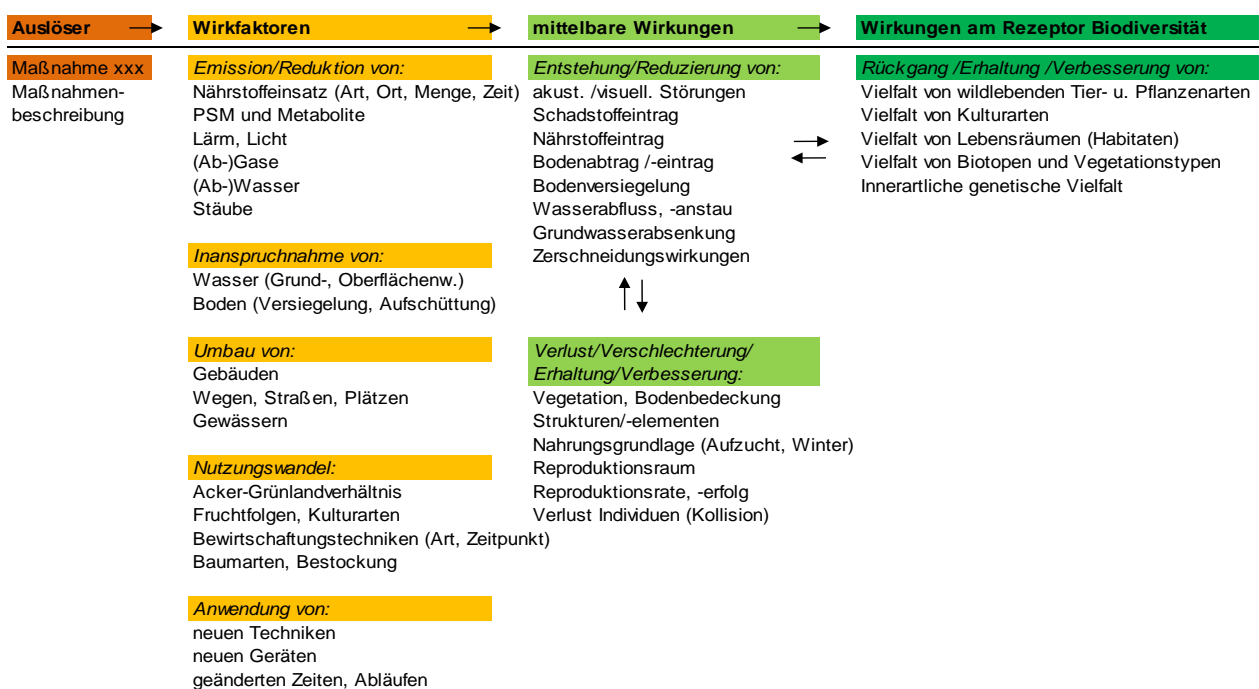 Auslöser
Wirkfaktoren
mittelbare Wirkungen
Wirkungen am Rezeptor Biodiversität
Maßnahme xxx
Maßnahmen-
beschreibung
Emission/Reduktion von:
Nährstoffeinsatz (Art, Ort, Menge, Zeit)
PSM und Metabolite
Lärm, Licht
(Ab-)Gase
(Ab-)Wasser
Stäube
Inanspruchnahme von:
Wasser (Grund-, Oberflächenw.)
Boden (Versiegelung, Aufschüttung)
Umbau von:
Gebäuden
Wegen, Straßen, Plätzen
Gewässern
Nutzungswandel:
Acker-Grünlandverhältnis
Fruchtfolgen, Kulturarten
Bewirtschaftungstechniken (Art, Zeitpunkt)
Baumarten, Bestockung
Anwendung von:
neuen Techniken
neuen Geräten
geänderten Zeiten, Abläufen
Entstehung/Reduzierung von:
akust. /visuell. Störungen
Schadstoffeintrag
Nährstoffeintrag
Bodenabtrag /-eintrag
Bodenversiegelung
Wasserabfluss, -anstau
Grundwasserabsenkung
Zerschneidungswirkungen
Verlust/Verschlechterung/
Erhaltung/Verbesserung:
Vegetation, Bodenbedeckung
Strukturen/-elementen
Nahrungsgrundlage (Aufzucht, Winter)
Reproduktionsraum
Reproduktionsrate, -erfolg
Verlust Individuen (Kollision)
Rückgang /Erhaltung /Verbesserung von:
Vielfalt von wildlebenden Tier- u. Pflanzenarten
Vielfalt von Kulturarten
Vielfalt von Lebensräumen (Habitaten)
Vielfalt von Biotopen und Vegetationstypen
Innerartliche genetische Vielfalt